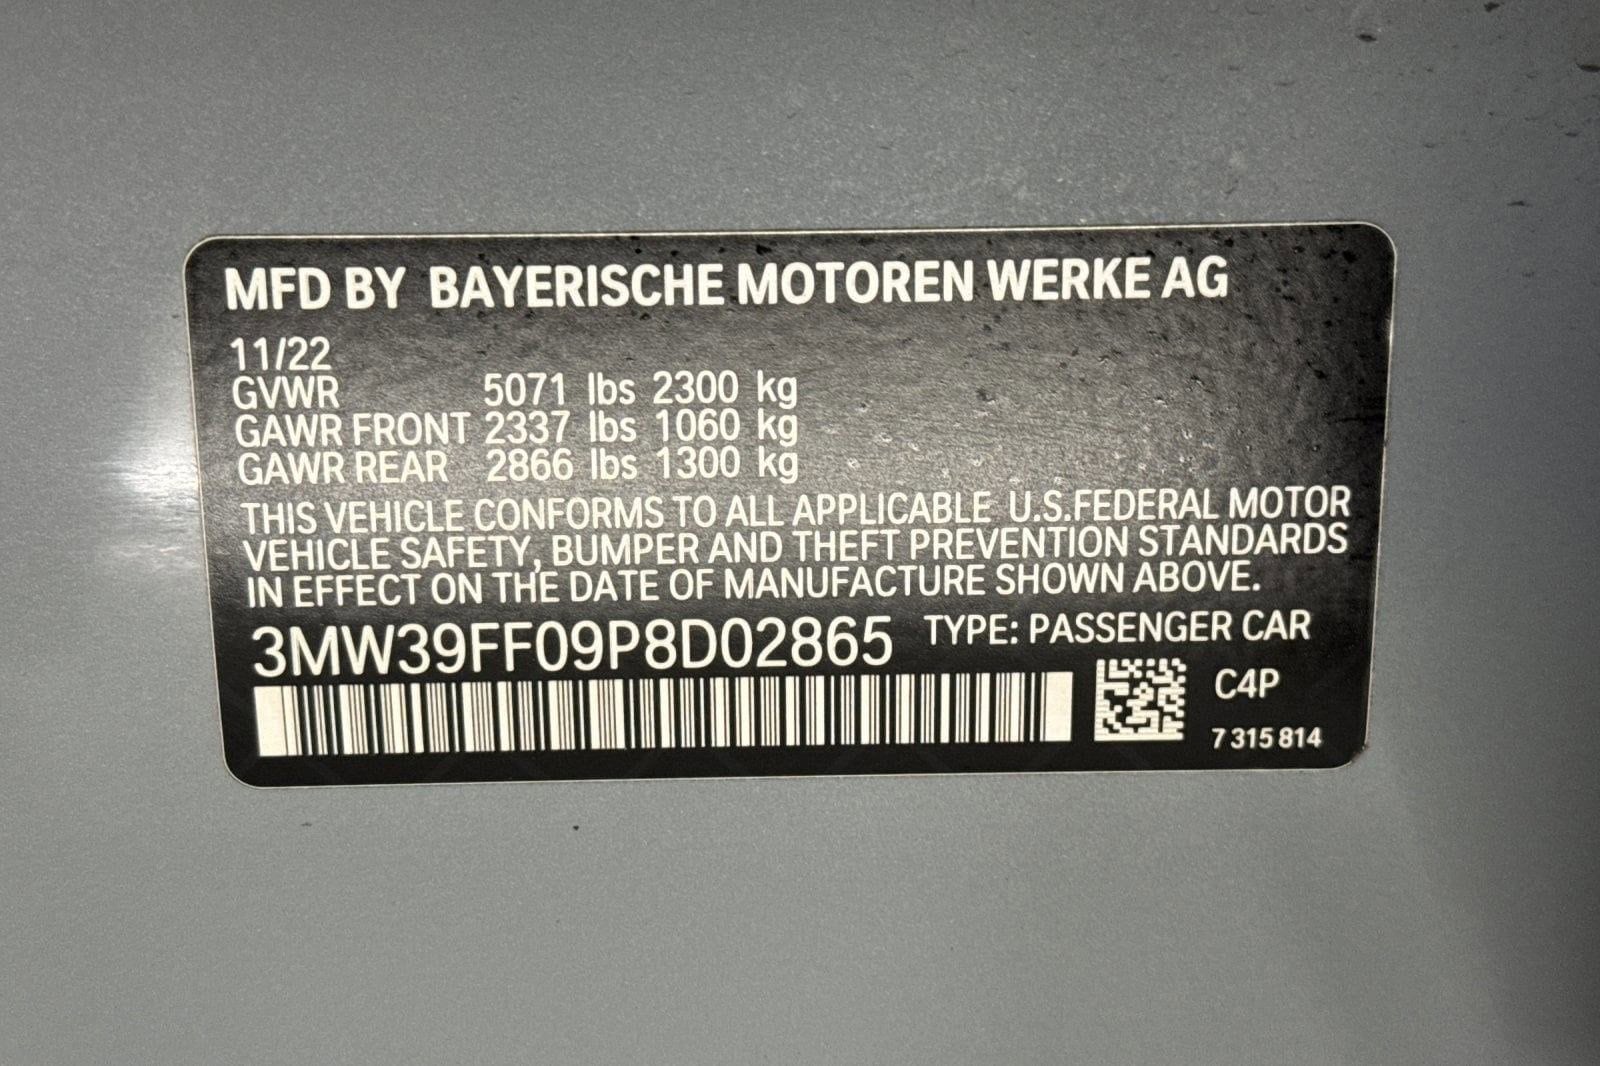 MFD BY BAYERISCHE MOTOREN WERKE AG
11/22
GVWR 5071 lbs 2300 kg
GAWR FRONT 2337 lbs 1060 kg
GAWR REAR 2866 lbs 1300 kg
THIS VEHICLE CONFORMS TO ALL APPLICABLE U.S.FEDERAL MOTOR
VEHICLE SAFETY, BUMPER AND THEFT PREVENTION STANDARDS
IN EFFECT ON THE DATE OF MANUFACTURE SHOWN ABOVE.
3MW39FF09P8D02865 TYPE: PASSENGER CAR
C4P
7 315 814